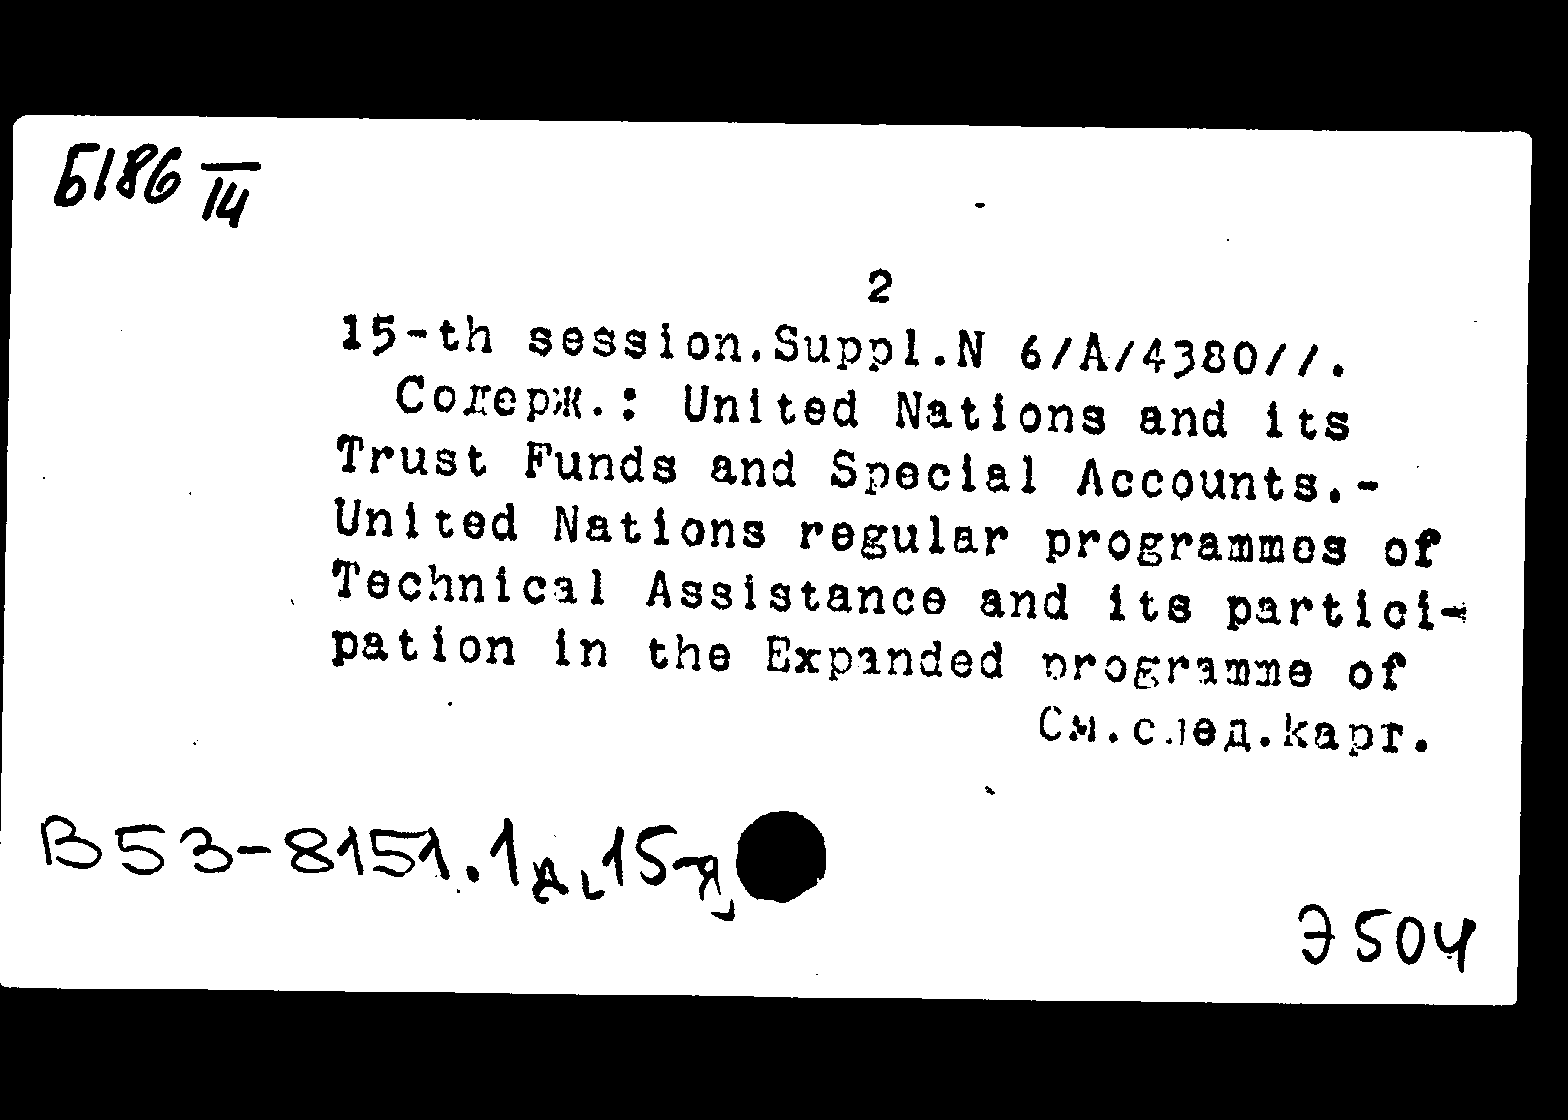 Б186 —/14
2
15-th session.Suppl.N 6/A/4380//.
Содерж.: United Nations and its
Trust Funds and Special Accounts.-
United Nations regular programmes of
Technical Assistance and its partici-
pation in the Expanded programme of
См.след.карт.
В53-8151.1д, 15-я,
Э504